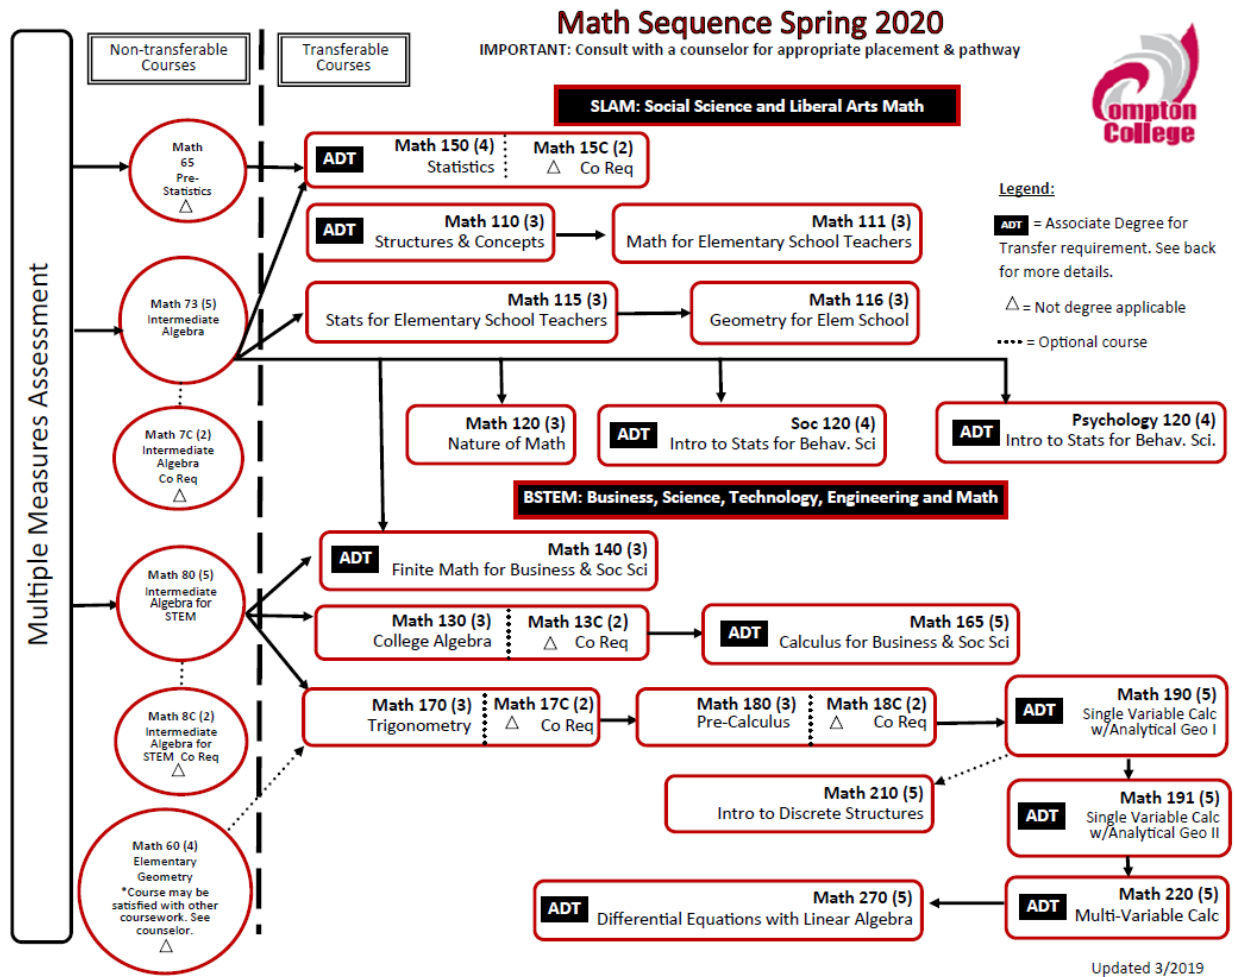 Math Sequence Spring 2020
IMPORTANT: Consult with a counselor for appropriate placement & pathway
Non-transferable
Courses
Transferable
Courses
Compton
College
Multiple Measures Assessment
SLAM: Social Science and Liberal Arts Math
Math
65
Pre-
Statistics
△
ADT
Math 150 (4)
Statistics
Math 15C (2)
△ Co Req
Legend:
ADT = Associate Degree for
Transfer requirement. See back
for more details.
△ = Not degree applicable
••••• = Optional course
ADT
Math 110 (3)
Structures & Concepts
Math 111 (3)
Math for Elementary School Teachers
Math 73 (5)
Intermediate
Algebra
Math 115 (3)
Stats for Elementary School Teachers
Math 116 (3)
Geometry for Elem School
Math 7C (2)
Intermediate
Algebra
Co Req
△
Math 120 (3)
Nature of Math
ADT
Soc 120 (4)
Intro to Stats for Behav. Sci
ADT
Psychology 120 (4)
Intro to Stats for Behav. Sci.
BSTEM: Business, Science, Technology, Engineering and Math
Math 80 (5)
Intermediate
Algebra for
STEM
ADT
Math 140 (3)
Finite Math for Business & Soc Sci
Math 130 (3)
College Algebra
Math 13C (2)
△ Co Req
ADT
Math 165 (5)
Calculus for Business & Soc Sci
Math 8C (2)
Intermediate
Algebra for
STEM Co Req
△
Math 170 (3)
Trigonometry
Math 17C (2)
△ Co Req
Math 180 (3)
Pre-Calculus
Math 18C (2)
△ Co Req
ADT
Math 190 (5)
Single Variable Calc
w/Analytical Geo I
Math 210 (5)
Intro to Discrete Structures
ADT
Math 191 (5)
Single Variable Calc
w/Analytical Geo II
Math 60 (4)
Elementary
Geometry
*Course may be
satisfied with other
coursework. See
counselor.
△
ADT
Math 270 (5)
Differential Equations with Linear Algebra
ADT
Math 220 (5)
Multi-Variable Calc
Updated 3/2019